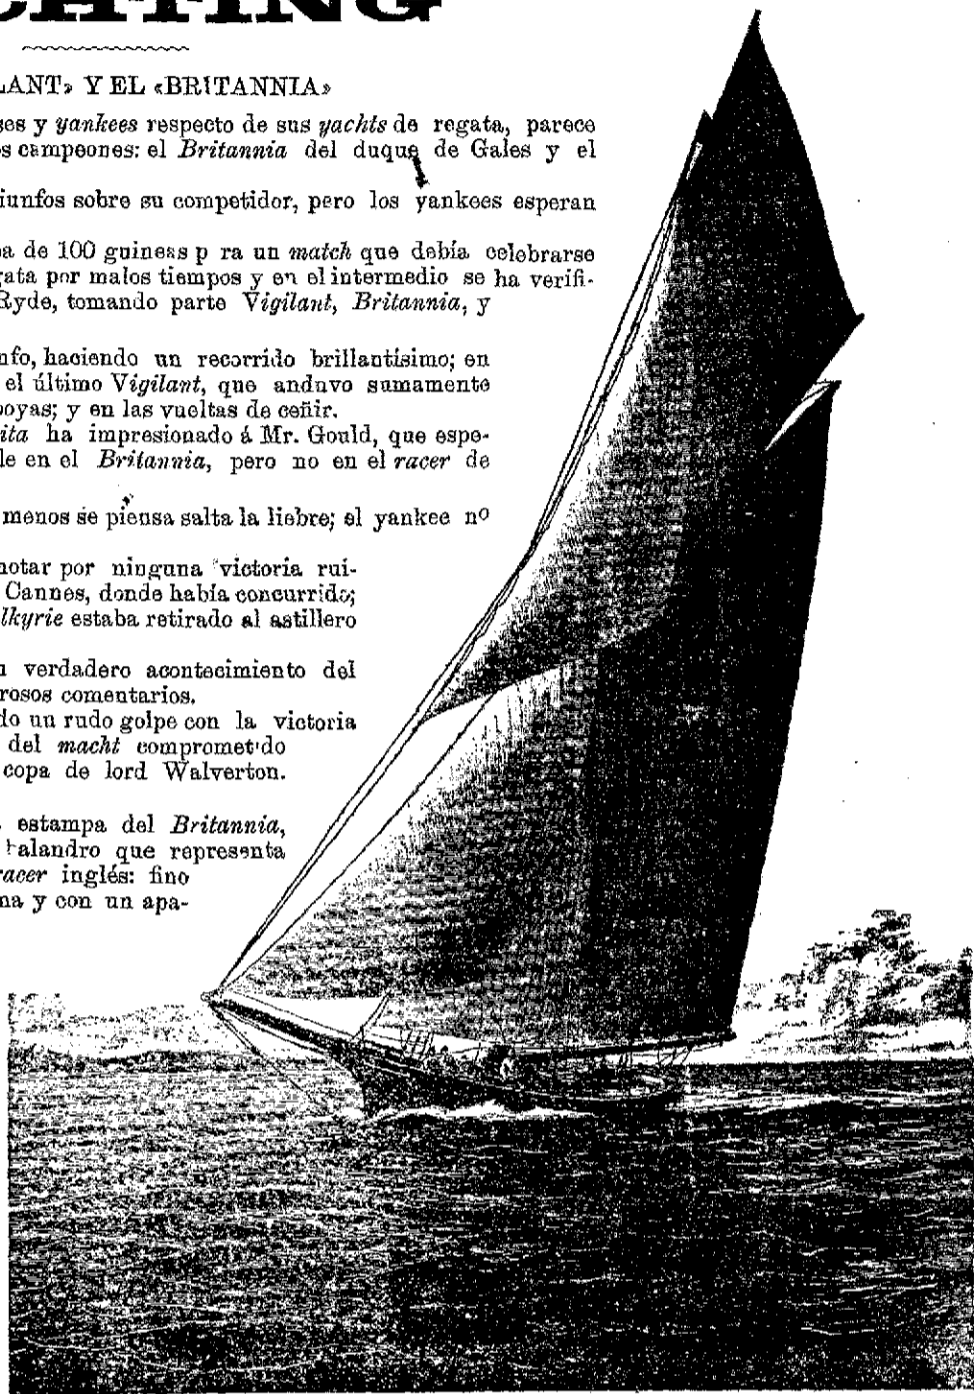 CHTING
LANT» Y EL «BRITANNIA»
ses y yankees respecto de sus yachts de regata, parece
s campeones: el Britannia del duque de Gales y el
iunfos sobre su competidor, pero los yankees esperan
a de 100 guineas p ra un match que debía celebrarse
ata por malos tiempos y en el intermedio se ha verifi-
Ryde, tomando parte Vigilant, Britannia, y
nfo, haciendo un recorrido brillantísimo; en
el último Vigilant, que anduvo sumamente
boyas; y en las vueltas de ceñir.
ita ha impresionado á Mr. Gould, que espe-
le en el Britannia, pero no en el racer de
menos se piensa salta la liebre; el yankee no
notar por ninguna victoria rui-
Cannes, donde había concurrido;
lkyrie estaba retirado al astillero
n verdadero acontecimiento del
rosos comentarios.
do un rudo golpe con la victoria
del macht comprometido
copa de lord Walverton.
estampa del Britannia,
balandro que representa
racer inglés: fino
na y con un apa-